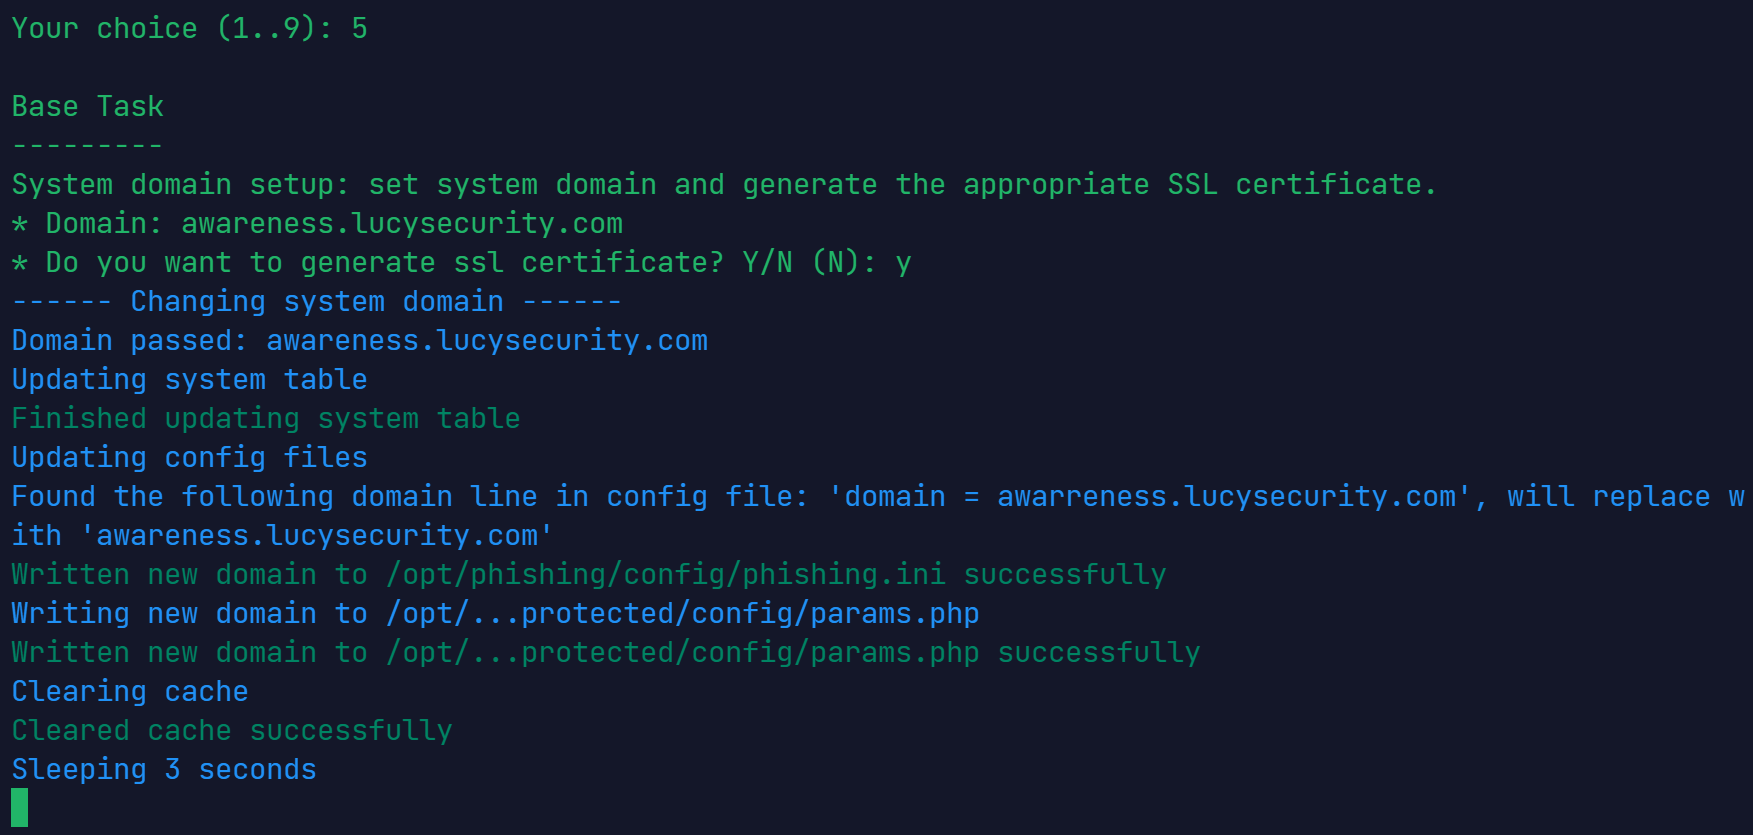 Your choice (1..9): 5
Base Task
---------
System domain setup: set system domain and generate the appropriate SSL certificate.
* Domain: awareness.lucysecurity.com
* Do you want to generate ssl certificate? Y/N (N): y
------ Changing system domain ------
Domain passed: awareness.lucysecurity.com
Updating system table
Finished updating system table
Updating config files
Found the following domain line in config file: 'domain = awarreness.lucysecurity.com', will replace w
ith 'awareness.lucysecurity.com'
Written new domain to /opt/phishing/config/phishing.ini successfully
Writing new domain to /opt/...protected/config/params.php
Written new domain to /opt/...protected/config/params.php successfully
Clearing cache
Cleared cache successfully
Sleeping 3 seconds